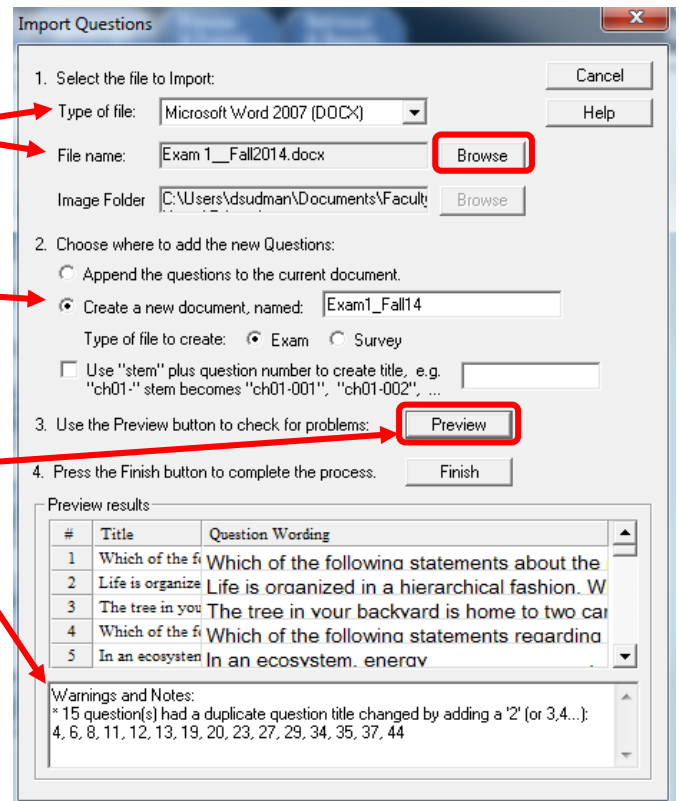 Import Questions
1. Select the file to Import:
Cancel
Type of file: Microsoft Word 2007 (DOCX)
Help
File name: Exam 1__Fall2014.docx Browse
Image Folder C:\Users\dsudman\Documents\Faculty Browse
2. Choose where to add the new Questions:
Append the questions to the current document.
Create a new document, named: Exam1_Fall14
Type of file to create: Exam Survey
Use "stem" plus question number to create title, e.g.
"ch01-" stem becomes "ch01-001", "ch01-002", ...
3. Use the Preview button to check for problems: Preview
4. Press the Finish button to complete the process. Finish
Preview results
# Title Question Wording
1 Which of the fo Which of the following statements about the
2 Life is organize Life is organized in a hierarchical fashion. W
3 The tree in you The tree in your backyard is home to two car
4 Which of the fo Which of the following statements regarding
5 In an ecosystem In an ecosystem, energy
Warnings and Notes:
* 15 question(s) had a duplicate question title changed by adding a '2' (or 3,4...):
4, 6, 8, 11, 12, 13, 19, 20, 23, 27, 29, 34, 35, 37, 44